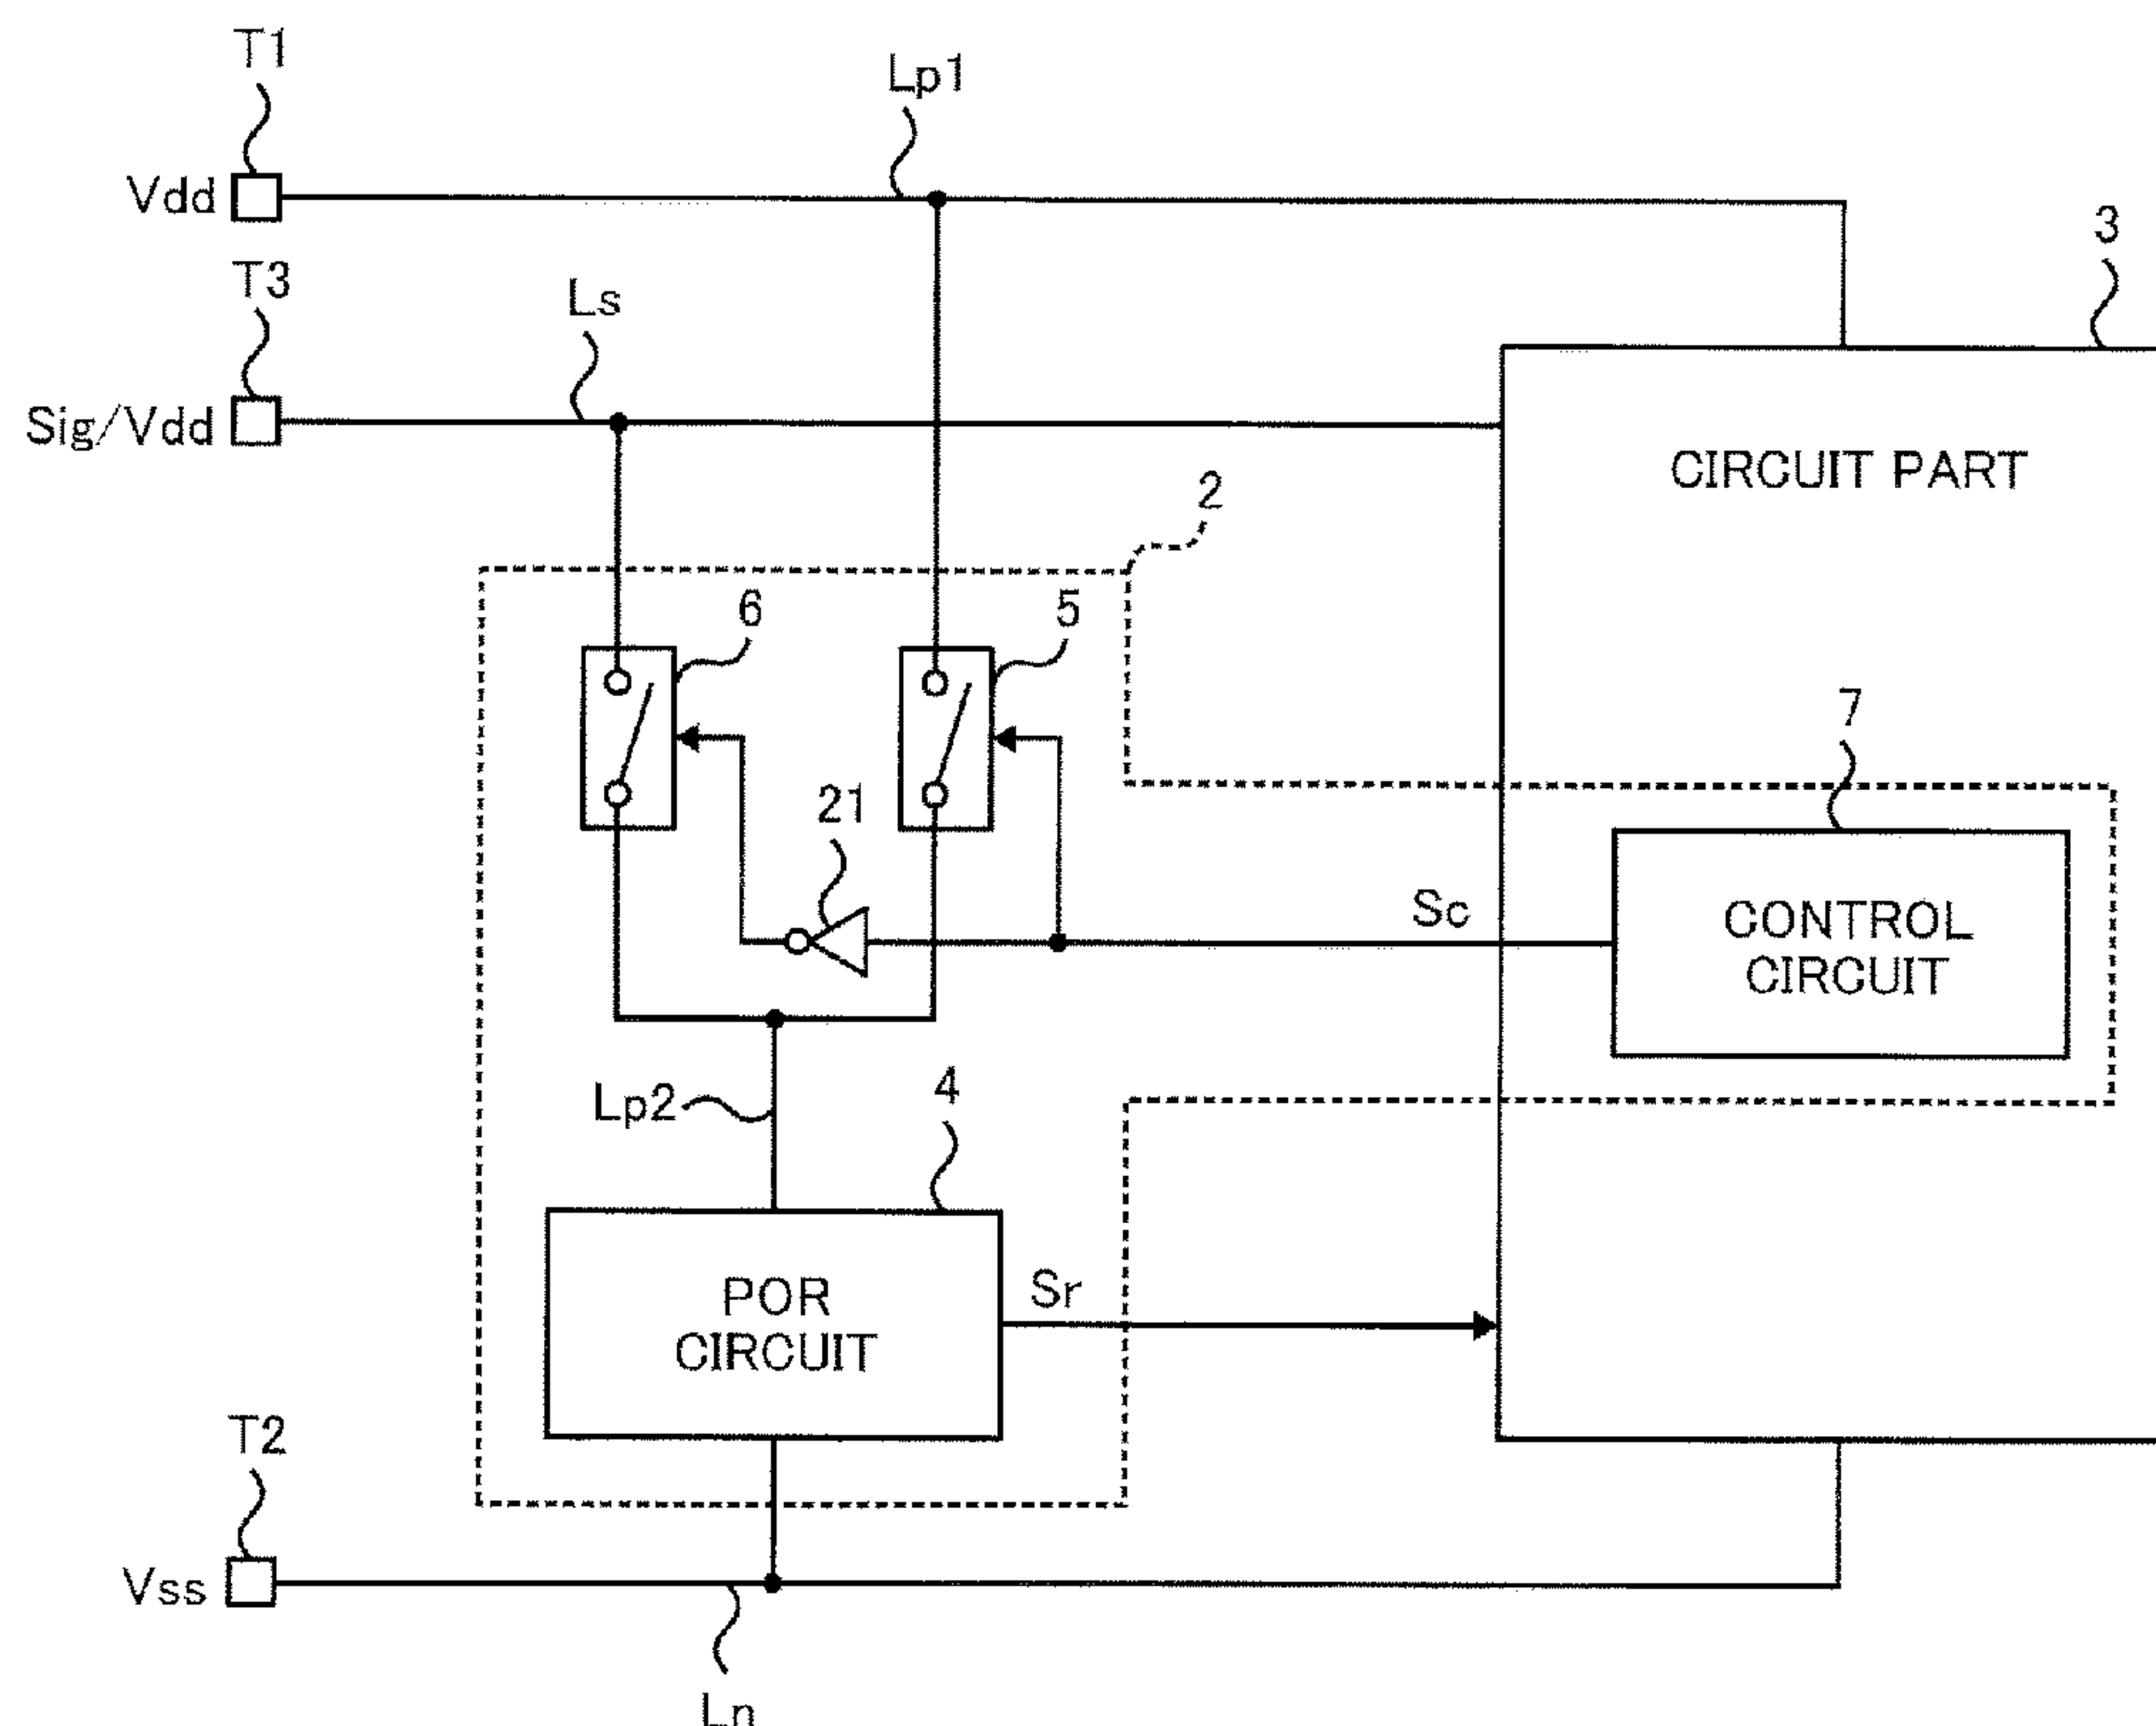 T1
Lp1
Vdd
3
T3
Ls
Sig/Vdd
CIRCUIT PART
2
6
5
7
21
Sc
CONTROL
CIRCUIT
Lp2
4
POR
CIRCUIT
Sr
T2
Vss
Ln